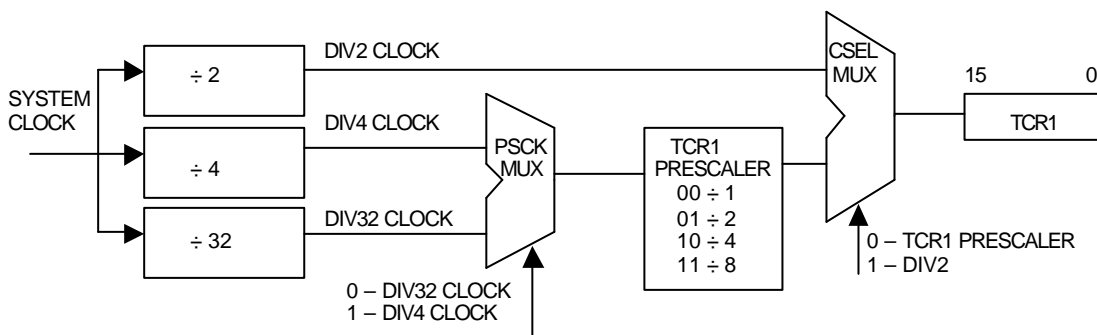 SYSTEM
CLOCK
÷ 2
÷ 4
÷ 32
DIV2 CLOCK
DIV4 CLOCK
DIV32 CLOCK
PSCK
MUX
0 – DIV32 CLOCK
1 – DIV4 CLOCK
TCR1
PRESCALER
00 ÷ 1
01 ÷ 2
10 ÷ 4
11 ÷ 8
CSEL
MUX
0 – TCR1 PRESCALER
1 – DIV2
15 0
TCR1